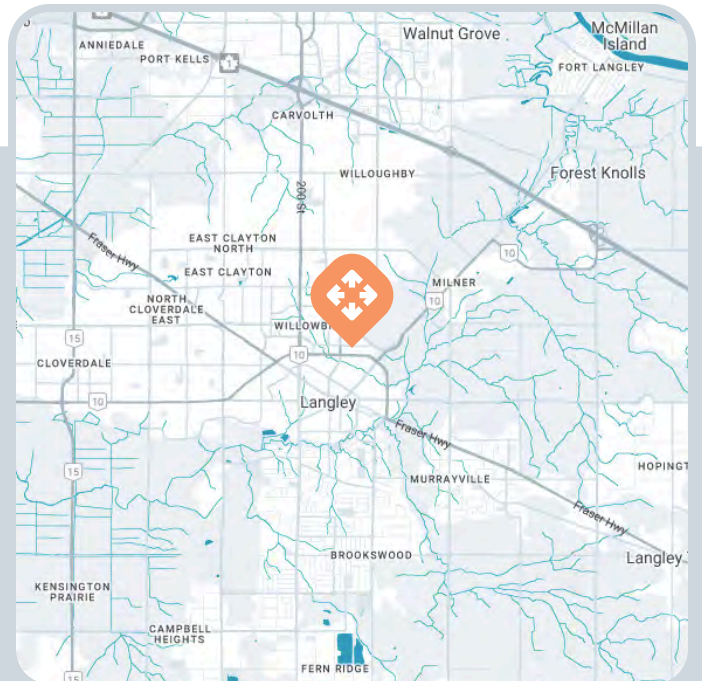 Walnut Grove
McMillan
Island
ANNIEDALE
PORT KELLS
1
FORT LANGLEY
CARVOLTH
WILLOUGHBY
Forest Knolls
200 St
Fraser Hwy
EAST CLAYTON
NORTH
10
EAST CLAYTON
MILNER
NORTH
CLOVERDALE
EAST
10
15
10
CLOVERDALE
10
Langley
Fraser Hwy
15
MURRAYVILLE
Fraser Hwy
BROOKSWOOD
Langley
KENSINGTON
PRAIRIE
CAMPBELL
HEIGHTS
FERN RIDGE
15